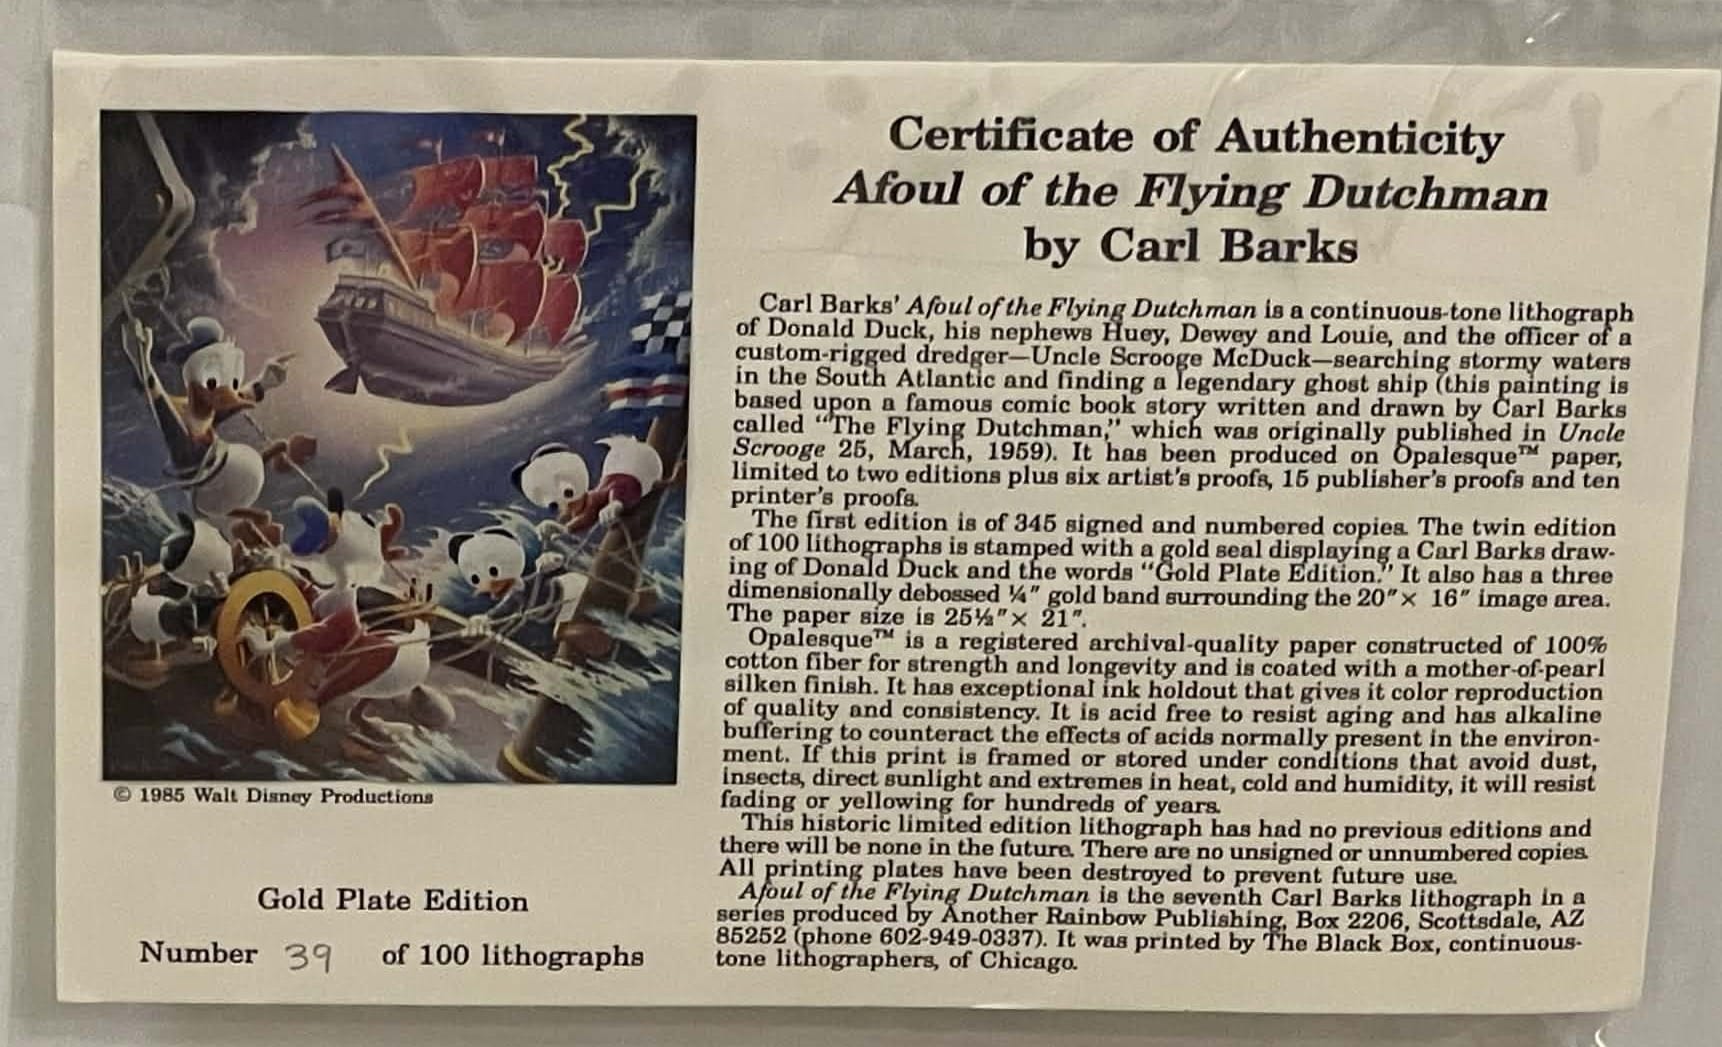 Certificate of Authenticity
Afoul of the Flying Dutchman
by Carl Barks
Carl Barks' Afoul of the Flying Dutchman is a continuous-tone lithograph
of Donald Duck, his nephews Huey, Dewey and Louie, and the officer of a
custom-rigged dredger—Uncle Scrooge McDuck—searching stormy waters
in the South Atlantic and finding a legendary ghost ship (this painting is
based upon a famous comic book story written and drawn by Carl Barks
called "The Flying Dutchman," which was originally published in Uncle
Scrooge 25, March, 1959). It has been produced on Opalesque™ paper,
limited to two editions plus six artist's proofs, 15 publisher's proofs and ten
printer's proofs.
The first edition is of 345 signed and numbered copies. The twin edition
of 100 lithographs is stamped with a gold seal displaying a Carl Barks draw-
ing of Donald Duck and the words "Gold Plate Edition." It also has a three
dimensionally debossed ¼" gold band surrounding the 20" × 16" image area.
The paper size is 25½" × 21".
Opalesque™ is a registered archival-quality paper constructed of 100%
cotton fiber for strength and longevity and is coated with a mother-of-pearl
silken finish. It has exceptional ink holdout that gives it color reproduction
of quality and consistency. It is acid free to resist aging and has alkaline
buffering to counteract the effects of acids normally present in the environ-
ment. If this print is framed or stored under conditions that avoid dust,
insects, direct sunlight and extremes in heat, cold and humidity, it will resist
fading or yellowing for hundreds of years.
This historic limited edition lithograph has had no previous editions and
there will be none in the future. There are no unsigned or unnumbered copies.
All printing plates have been destroyed to prevent future use.
Afoul of the Flying Dutchman is the seventh Carl Barks lithograph in a
series produced by Another Rainbow Publishing, Box 2206, Scottsdale, AZ
85252 (phone 602-949-0337). It was printed by The Black Box, continuous-
tone lithographers, of Chicago.
© 1985 Walt Disney Productions
Gold Plate Edition
Number 39 of 100 lithographs